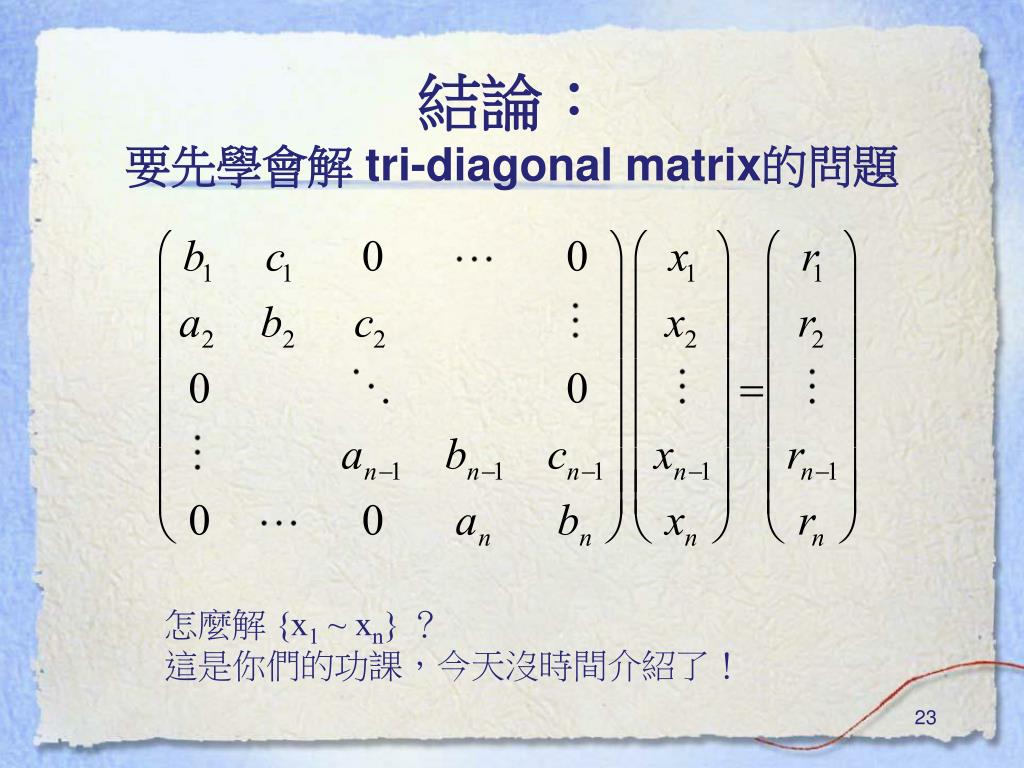 結論：
要先學會解 tri-diagonal matrix的問題
b₁ c₁ 0 ⋯ 0 x₁ r₁
a₂ b₂ c₂ ⋮ x₂ r₂
0 ⋱ 0 ⋮ = ⋮
⋮ aₙ₋₁ bₙ₋₁ cₙ₋₁ xₙ₋₁ rₙ₋₁
0 ⋯ 0 aₙ bₙ xₙ rₙ
怎麼解 {x₁ ~ xₙ} ？
這是你們的功課，今天沒時間介紹了！
23